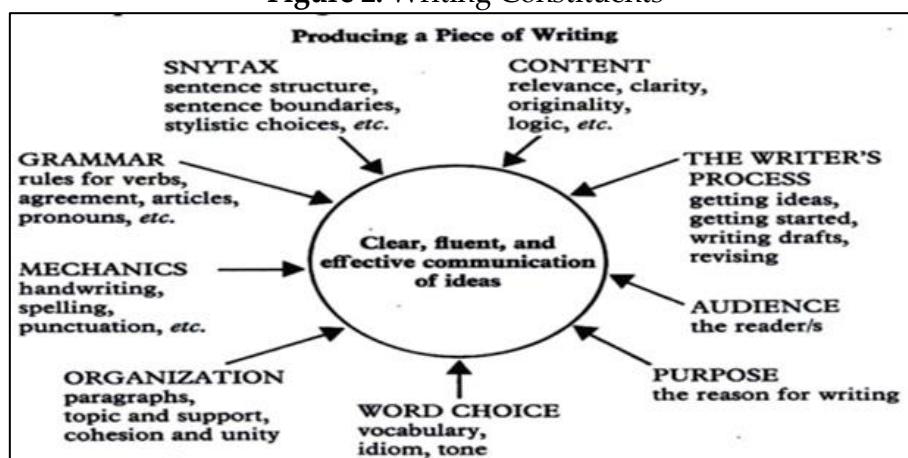 Figure 2. Writing Constituents
Producing a Piece of Writing
SNYTAX
sentence structure,
sentence boundaries,
stylistic choices, etc.
CONTENT
relevance, clarity,
originality,
logic, etc.
GRAMMAR
rules for verbs,
agreement, articles,
pronouns, etc.
THE WRITER'S
PROCESS
getting ideas,
getting started,
writing drafts,
revising
Clear, fluent, and
effective communication
of ideas
MECHANICS
handwriting,
spelling,
punctuation, etc.
AUDIENCE
the reader/s
ORGANIZATION
paragraphs,
topic and support,
cohesion and unity
WORD CHOICE
vocabulary,
idiom, tone
PURPOSE
the reason for writing